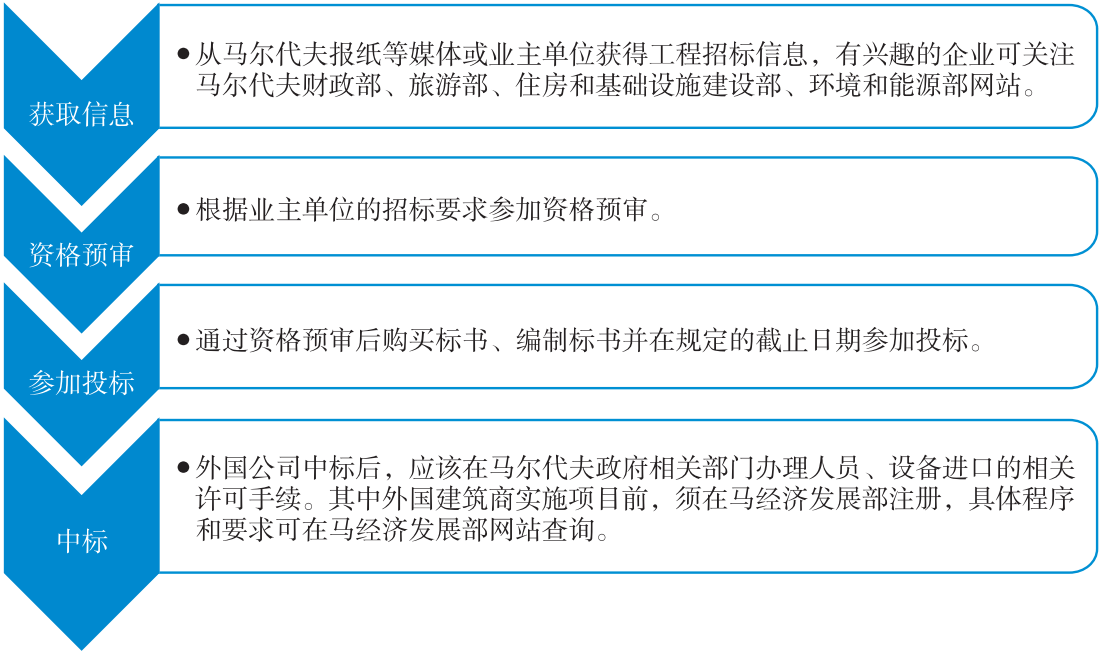 获取信息
●从马尔代夫报纸等媒体或业主单位获得工程招标信息，有兴趣的企业可关注
马尔代夫财政部、旅游部、住房和基础设施建设部、环境和能源部网站。
资格预审
●根据业主单位的招标要求参加资格预审。
参加投标
●通过资格预审后购买标书、编制标书并在规定的截止日期参加投标。
中标
●外国公司中标后，应该在马尔代夫政府相关部门办理人员、设备进口的相关
许可手续。其中外国建筑商实施项目前，须在马经济发展部注册，具体程序
和要求可在马经济发展部网站查询。